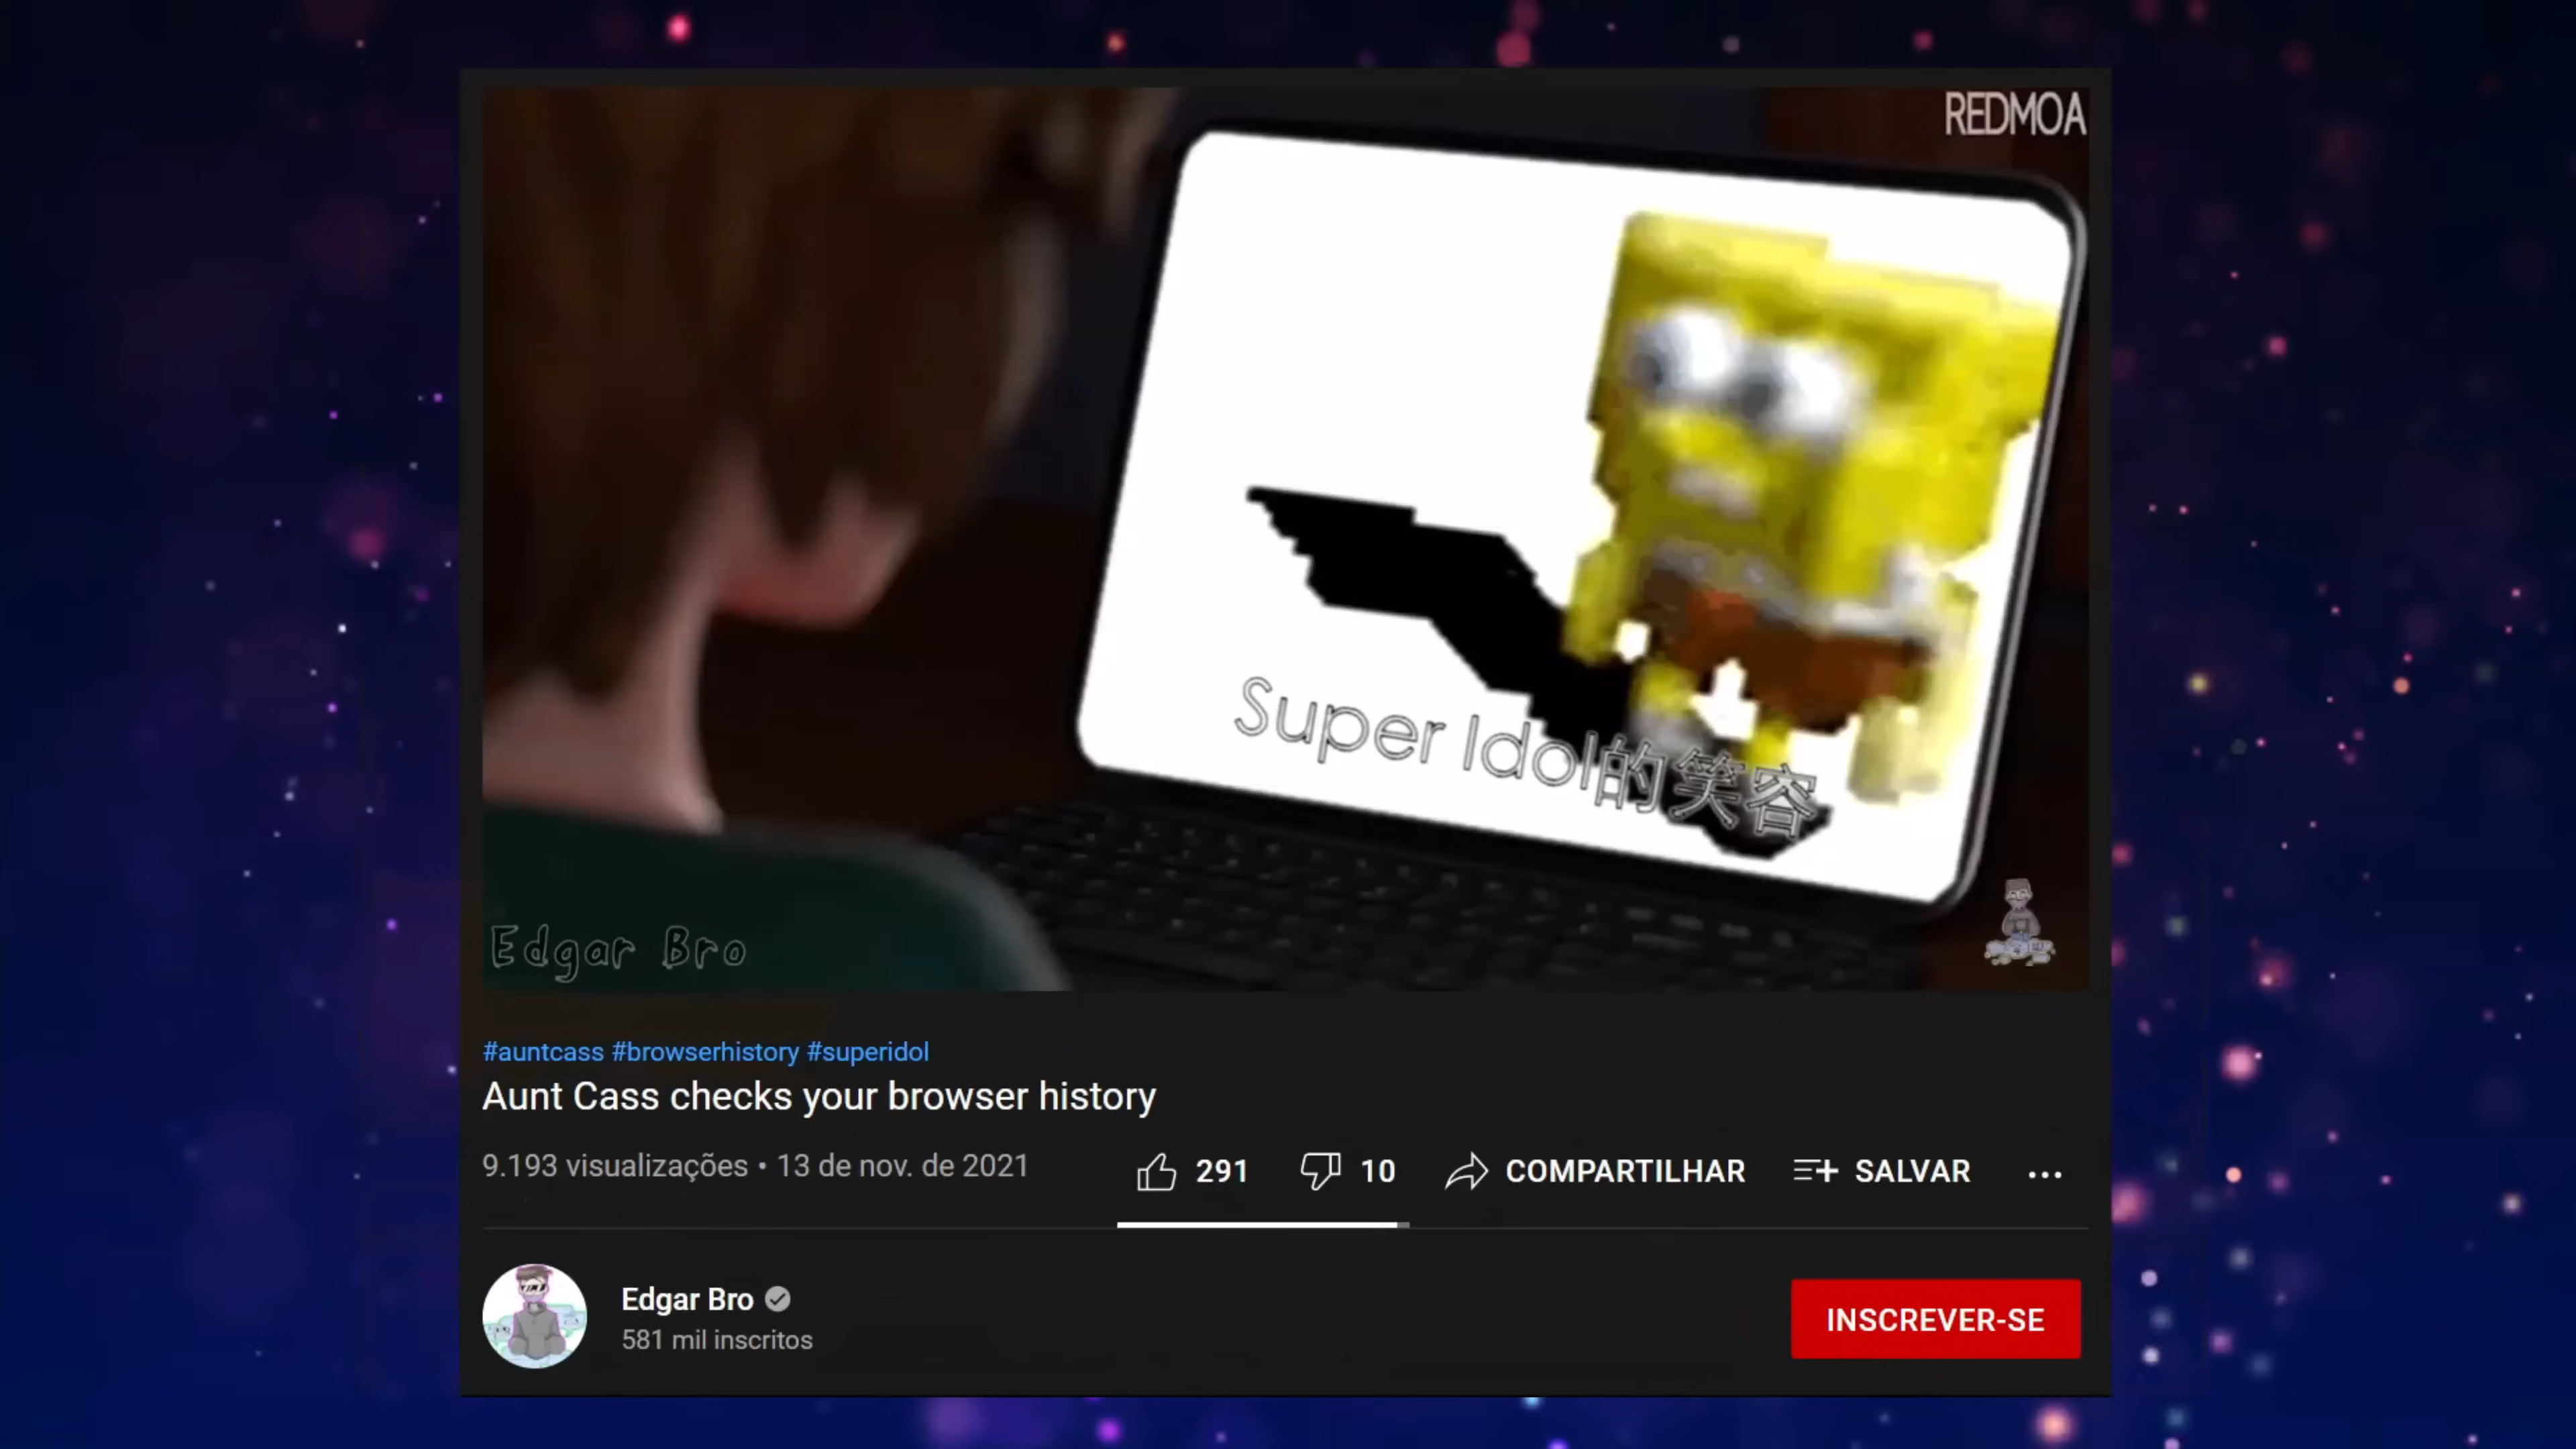 REDMOA
Super Idol的笑容
Edgar Bro
#auntcass #browserhistory #superidol
Aunt Cass checks your browser history
9.193 visualizações • 13 de nov. de 2021
291
10
COMPARTILHAR
SALVAR
Edgar Bro
581 mil inscritos
INSCREVER-SE